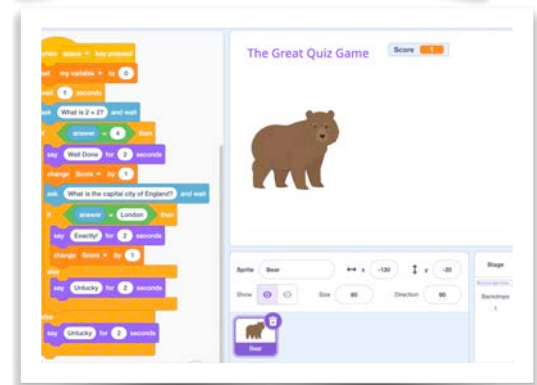 when space key pressed
set my variable to 0
wait 1 seconds
ask What is 2 + 2? and wait
if answer = 4 then
say Well Done for 2 seconds
change Score by 1
ask What is the capital city of England? and wait
if answer = London then
say Exactly! for 2 seconds
change Score by 1
else
say Unlucky for 2 seconds
else
say Unlucky for 2 seconds
The Great Quiz Game
Score 1
Sprite Bear x -130 y -20
Show Size 80 Direction 90
Bear
Stage
Backdrops
1